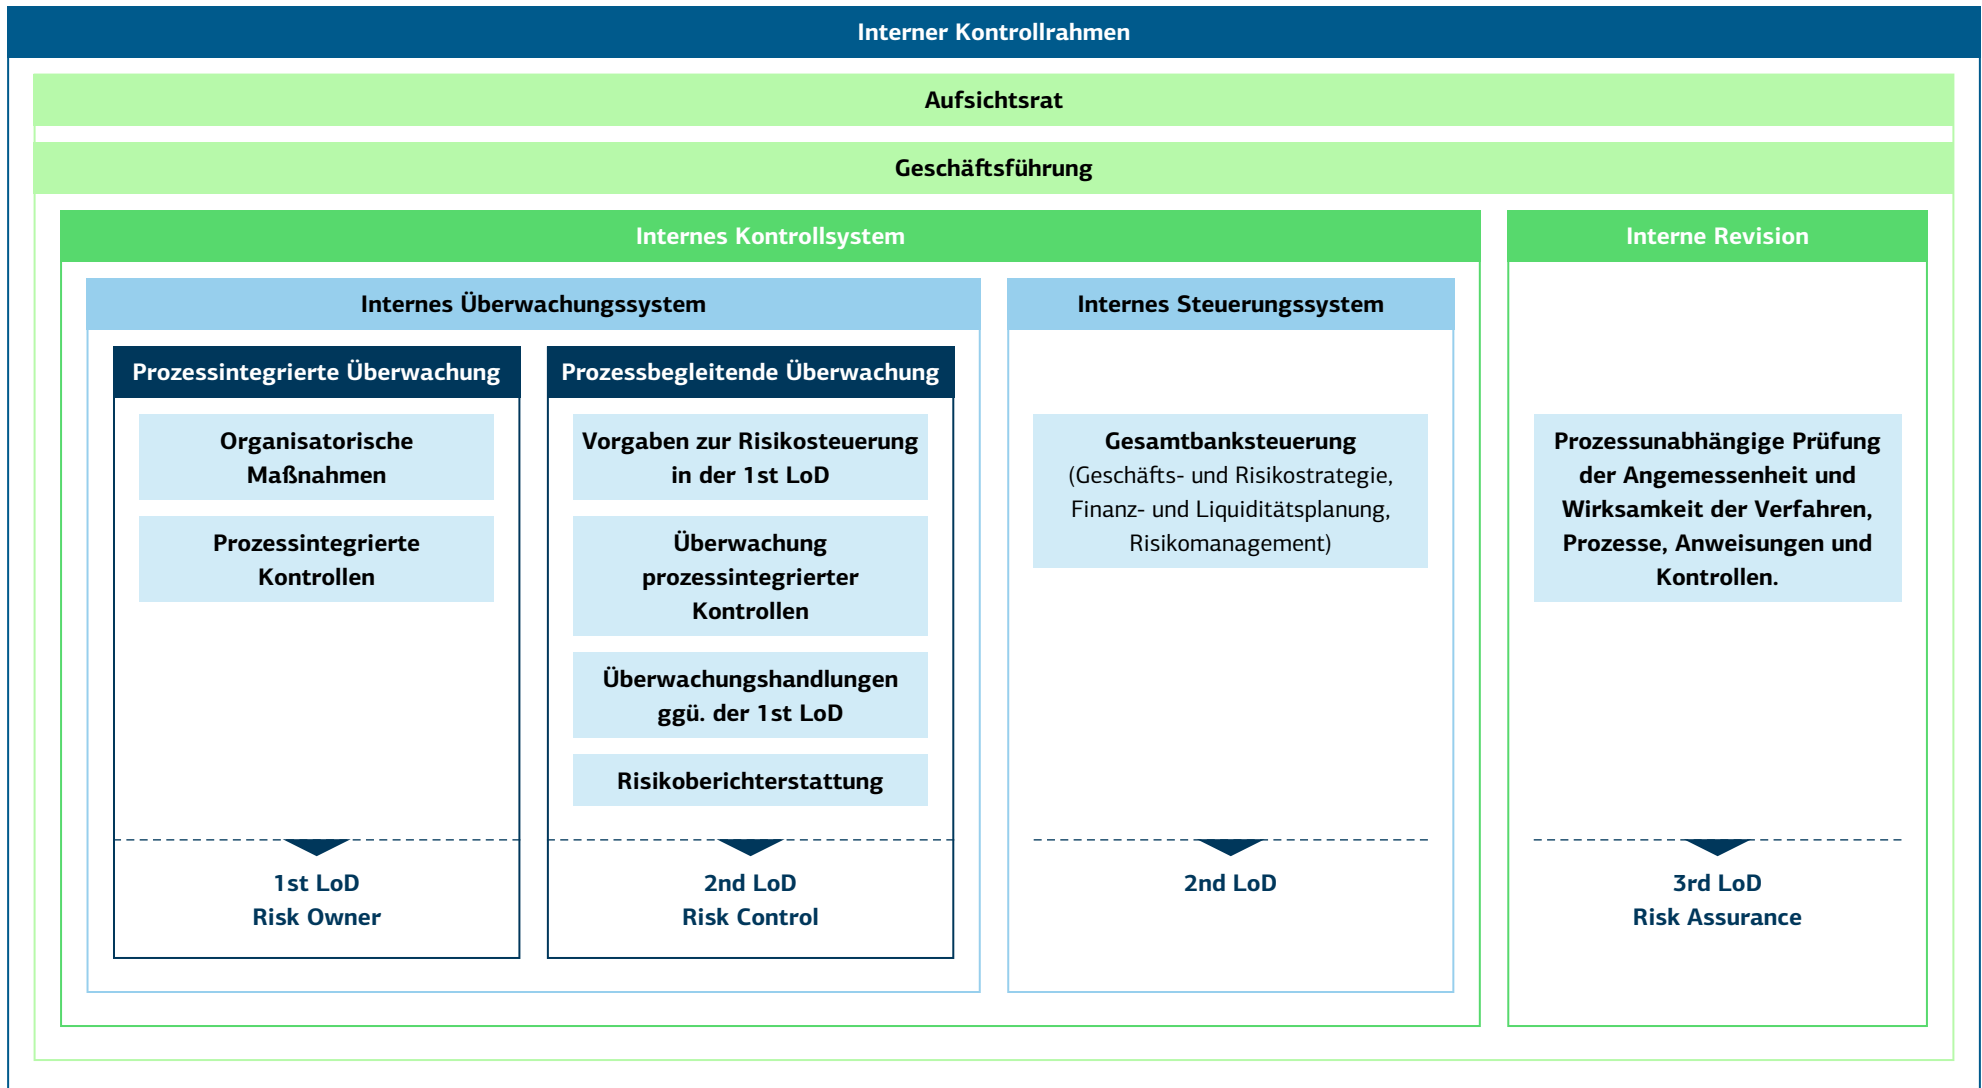 Interner Kontrollrahmen
Aufsichtsrat
Geschäftsführung
Internes Kontrollsystem
Internes Überwachungssystem
Prozessintegrierte Überwachung
Organisatorische
Maßnahmen
Prozessintegrierte
Kontrollen
1st LoD
Risk Owner
Prozessbegleitende Überwachung
Vorgaben zur Risikosteuerung
in der 1st LoD
Überwachung
prozessintegrierter
Kontrollen
Überwachungshandlungen
ggü. der 1st LoD
Risikoberichterstattung
2nd LoD
Risk Control
Internes Steuerungssystem
Gesamtbanksteuerung
(Geschäfts- und Risikostrategie,
Finanz- und Liquiditätsplanung,
Risikomanagement)
2nd LoD
Interne Revision
Prozessunabhängige Prüfung
der Angemessenheit und
Wirksamkeit der Verfahren,
Prozesse, Anweisungen und
Kontrollen.
3rd LoD
Risk Assurance